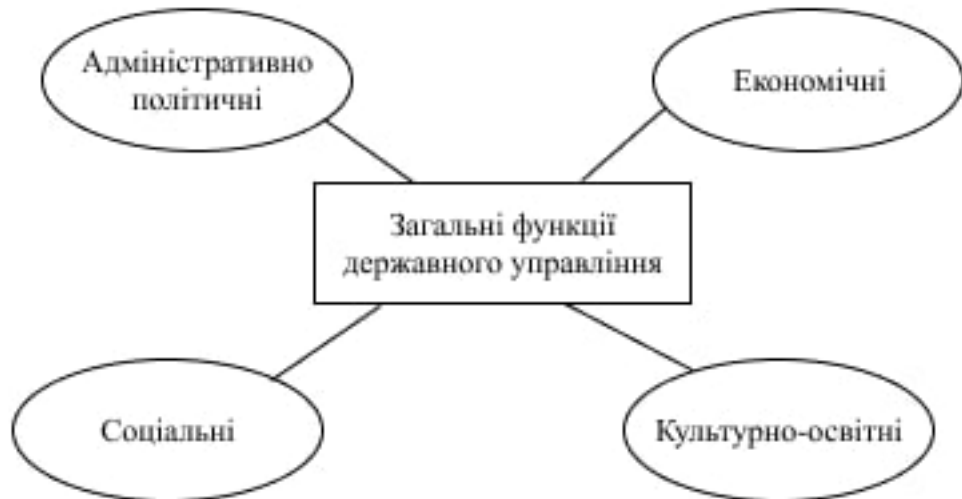 Адміністративно
політичні
Економічні
Загальні функції
державного управління
Соціальні
Культурно-освітні